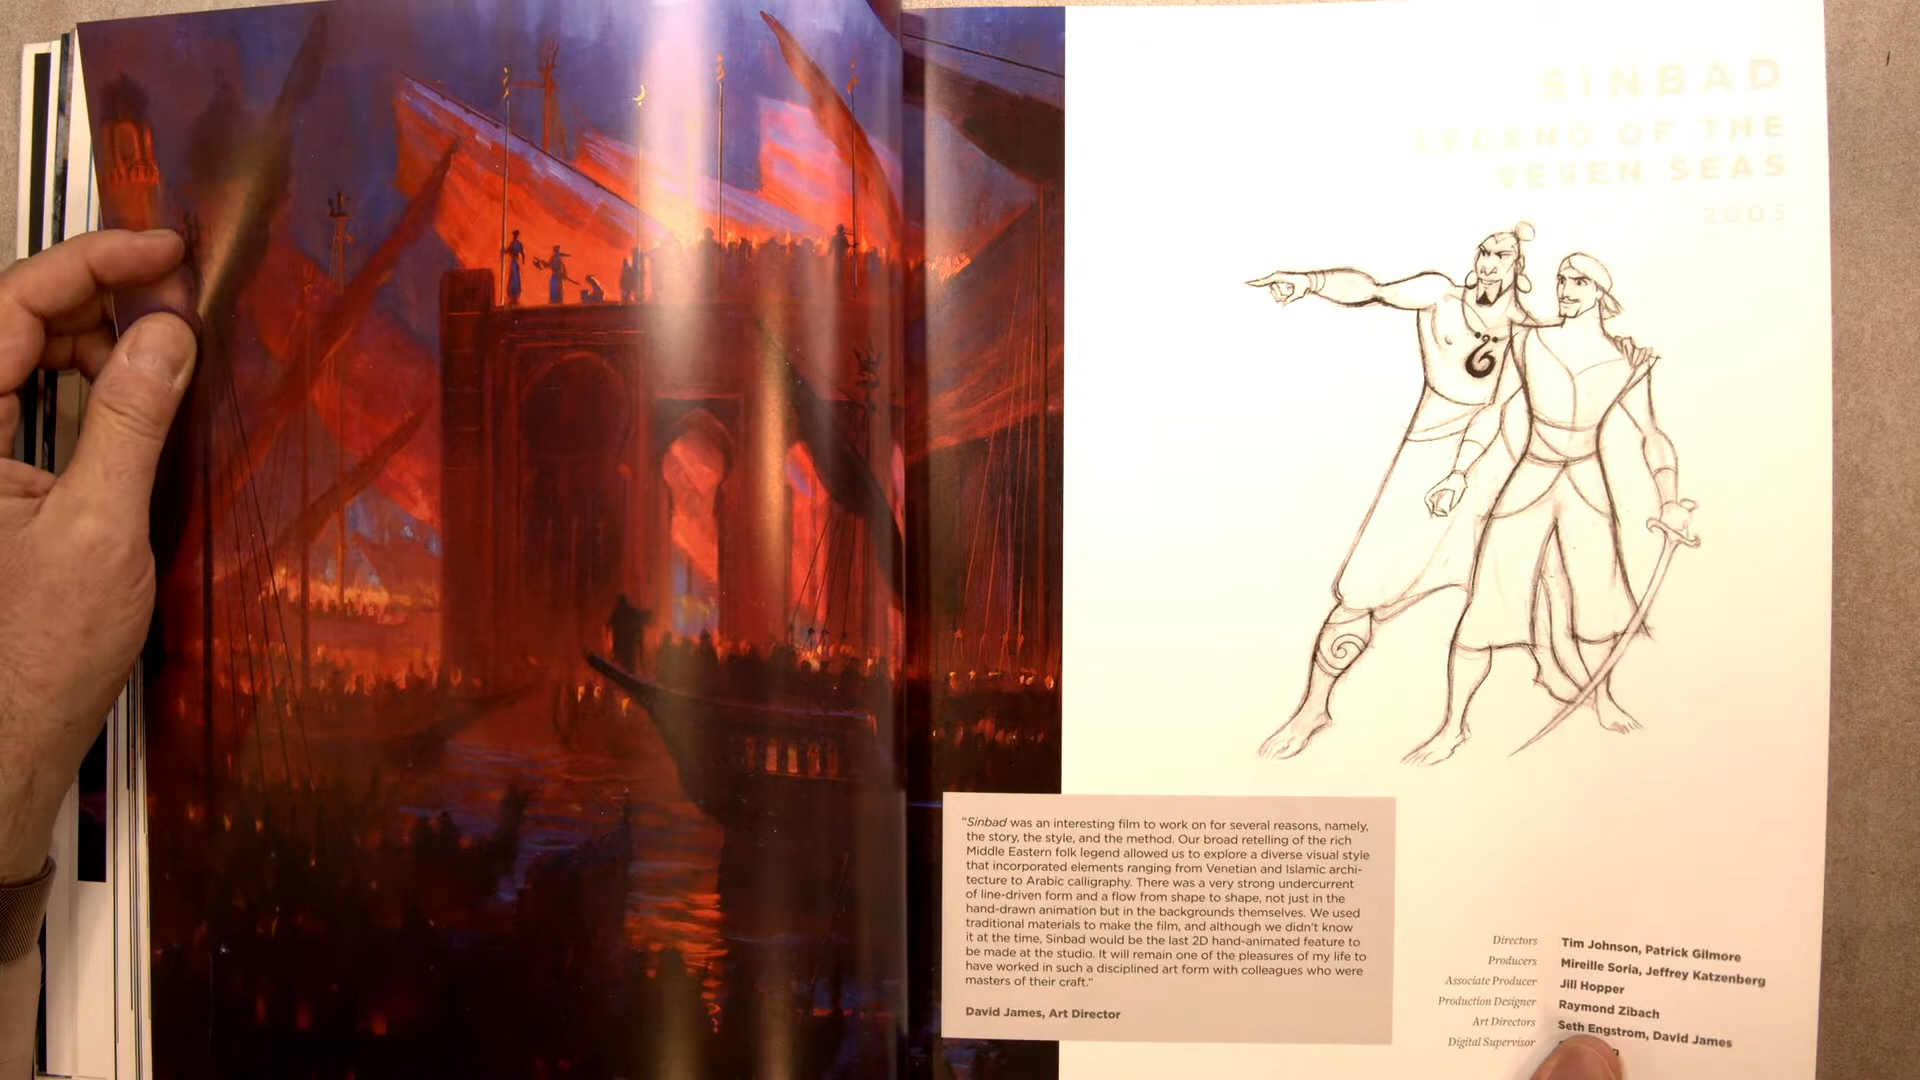 SINBAD
LEGEND OF THE
SEVEN SEAS
2003
"Sinbad was an interesting film to work on for several reasons, namely,
the story, the style, and the method. Our broad retelling of the rich
Middle Eastern folk legend allowed us to explore a diverse visual style
that incorporated elements ranging from Venetian and Islamic archi-
tecture to Arabic calligraphy. There was a very strong undercurrent
of line-driven form and a flow from shape to shape, not just in the
hand-drawn animation but in the backgrounds themselves. We used
traditional materials to make the film, and although we didn't know
it at the time, Sinbad would be the last 2D hand-animated feature to
be made at the studio. It will remain one of the pleasures of my life to
have worked in such a disciplined art form with colleagues who were
masters of their craft."
David James, Art Director
Directors Tim Johnson, Patrick Gilmore
Producers Mireille Soria, Jeffrey Katzenberg
Associate Producer Jill Hopper
Production Designer Raymond Zibach
Art Directors Seth Engstrom, David James
Digital Supervisor